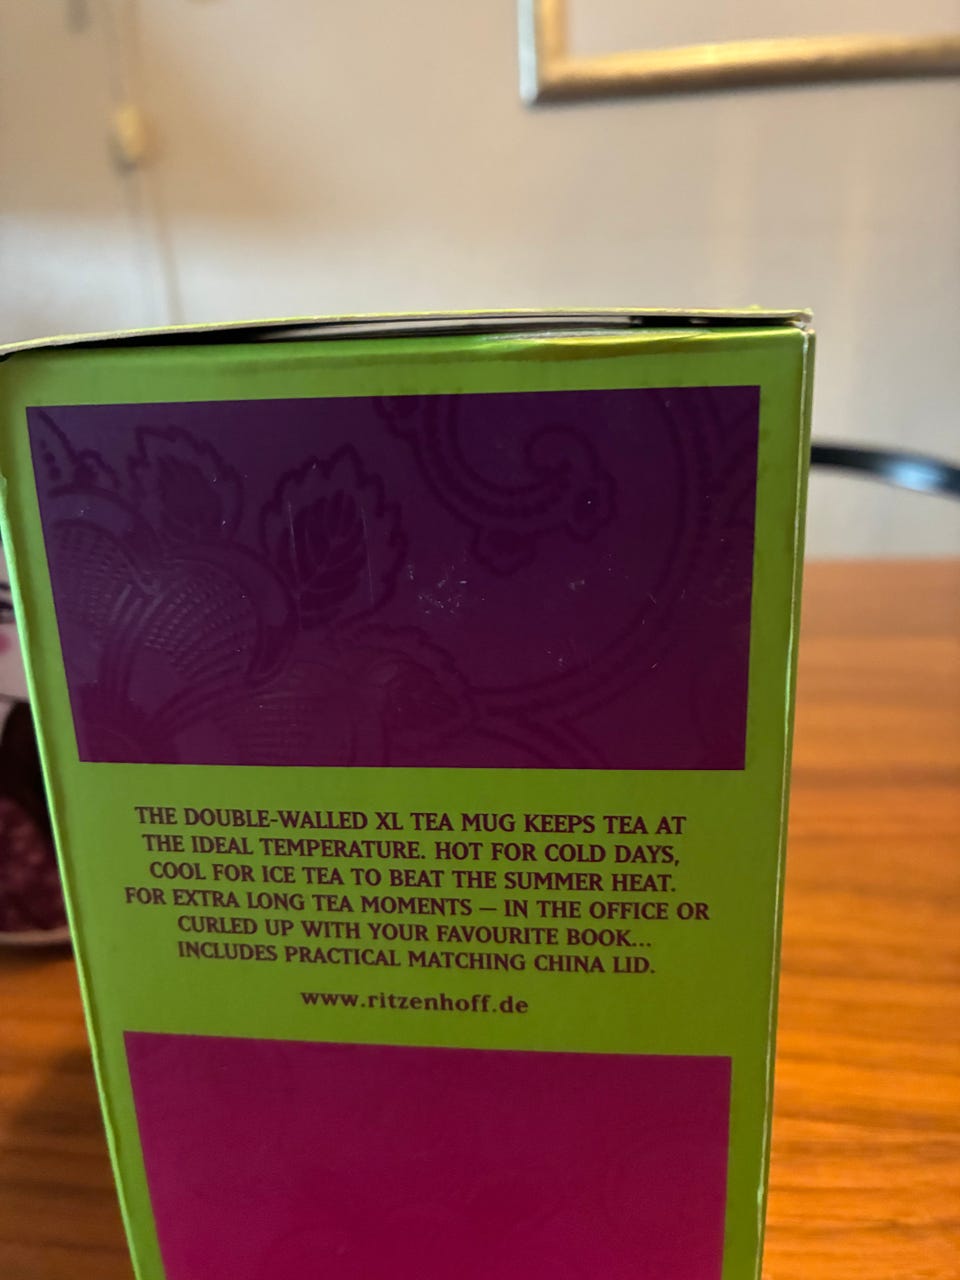 THE DOUBLE-WALLED XL TEA MUG KEEPS TEA AT
THE IDEAL TEMPERATURE. HOT FOR COLD DAYS,
COOL FOR ICE TEA TO BEAT THE SUMMER HEAT.
FOR EXTRA LONG TEA MOMENTS – IN THE OFFICE OR
CURLED UP WITH YOUR FAVOURITE BOOK...
INCLUDES PRACTICAL MATCHING CHINA LID.
www.ritzenhoff.de